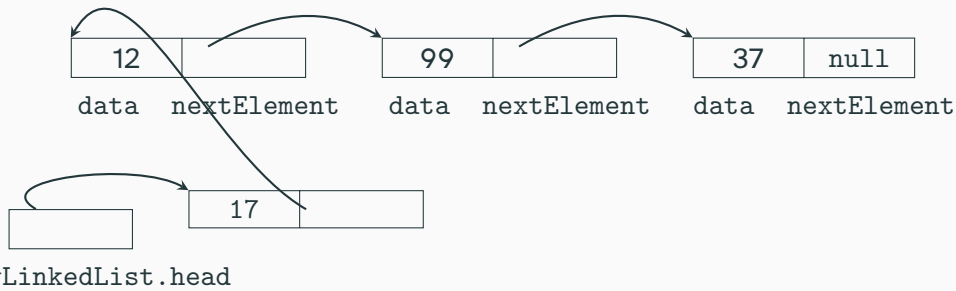 12 99 37 null
data nextElement data nextElement data nextElement
17
LinkedList.head